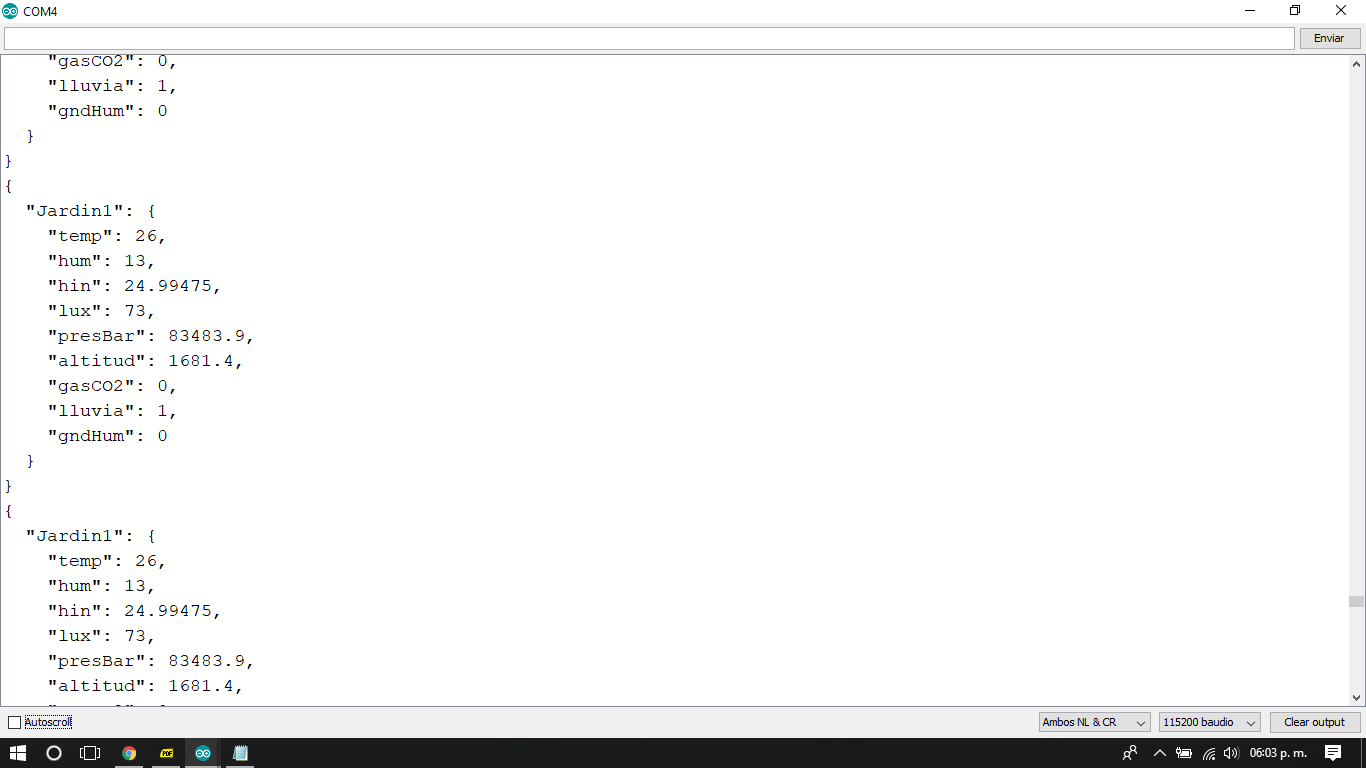 COM4
Enviar
"gasCO2": 0,
"lluvia": 1,
"gndHum": 0
}
}
{
"Jardin1": {
"temp": 26,
"hum": 13,
"hin": 24.99475,
"lux": 73,
"presBar": 83483.9,
"altitud": 1681.4,
"gasCO2": 0,
"lluvia": 1,
"gndHum": 0
}
}
{
"Jardin1": {
"temp": 26,
"hum": 13,
"hin": 24.99475,
"lux": 73,
"presBar": 83483.9,
"altitud": 1681.4,
Autoscroll Ambos NL & CR 115200 baudio Clear output
06:03 p. m.